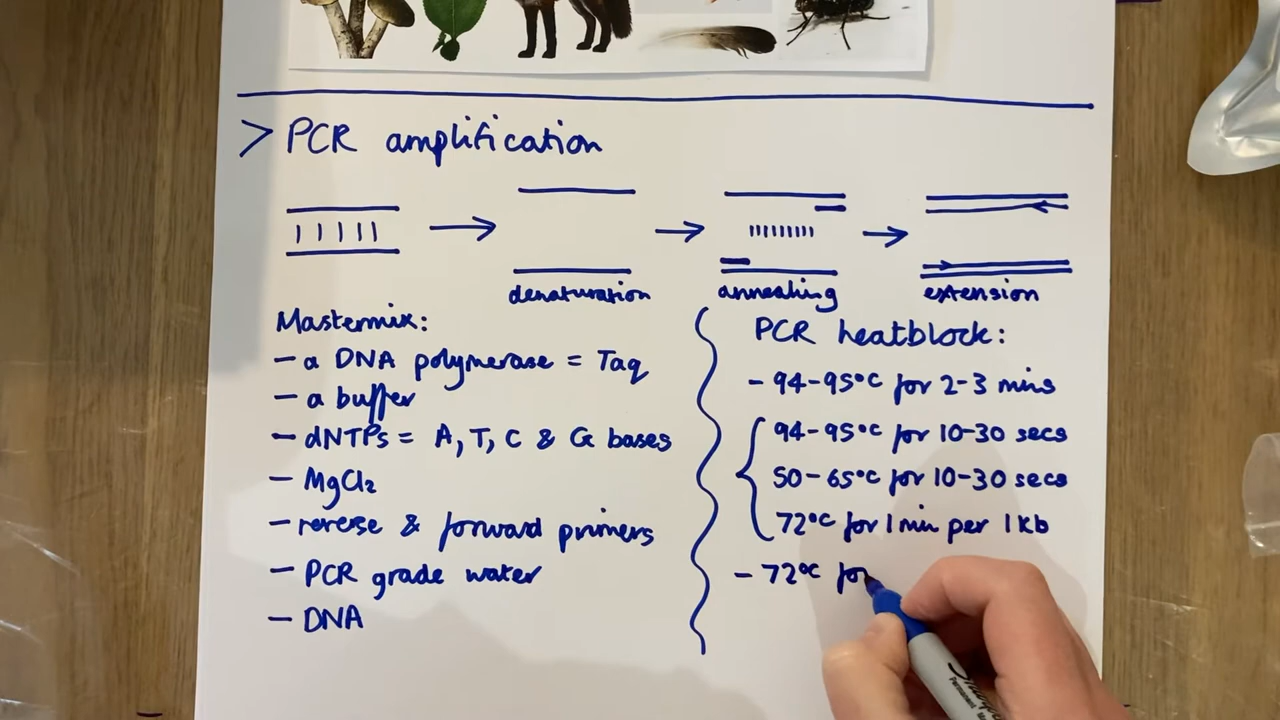 > PCR amplification
denaturation
annealing
extension
Mastermix:
- a DNA polymerase = Taq
- a buffer
- dNTPs = A, T, C & G bases
- MgCl2
- reverse & forward primers
- PCR grade water
- DNA
PCR heatblock:
- 94-95°C for 2-3 mins
94-95°C for 10-30 secs
50-65°C for 10-30 secs
72°C for 1 min per 1 kb
- 72°C for